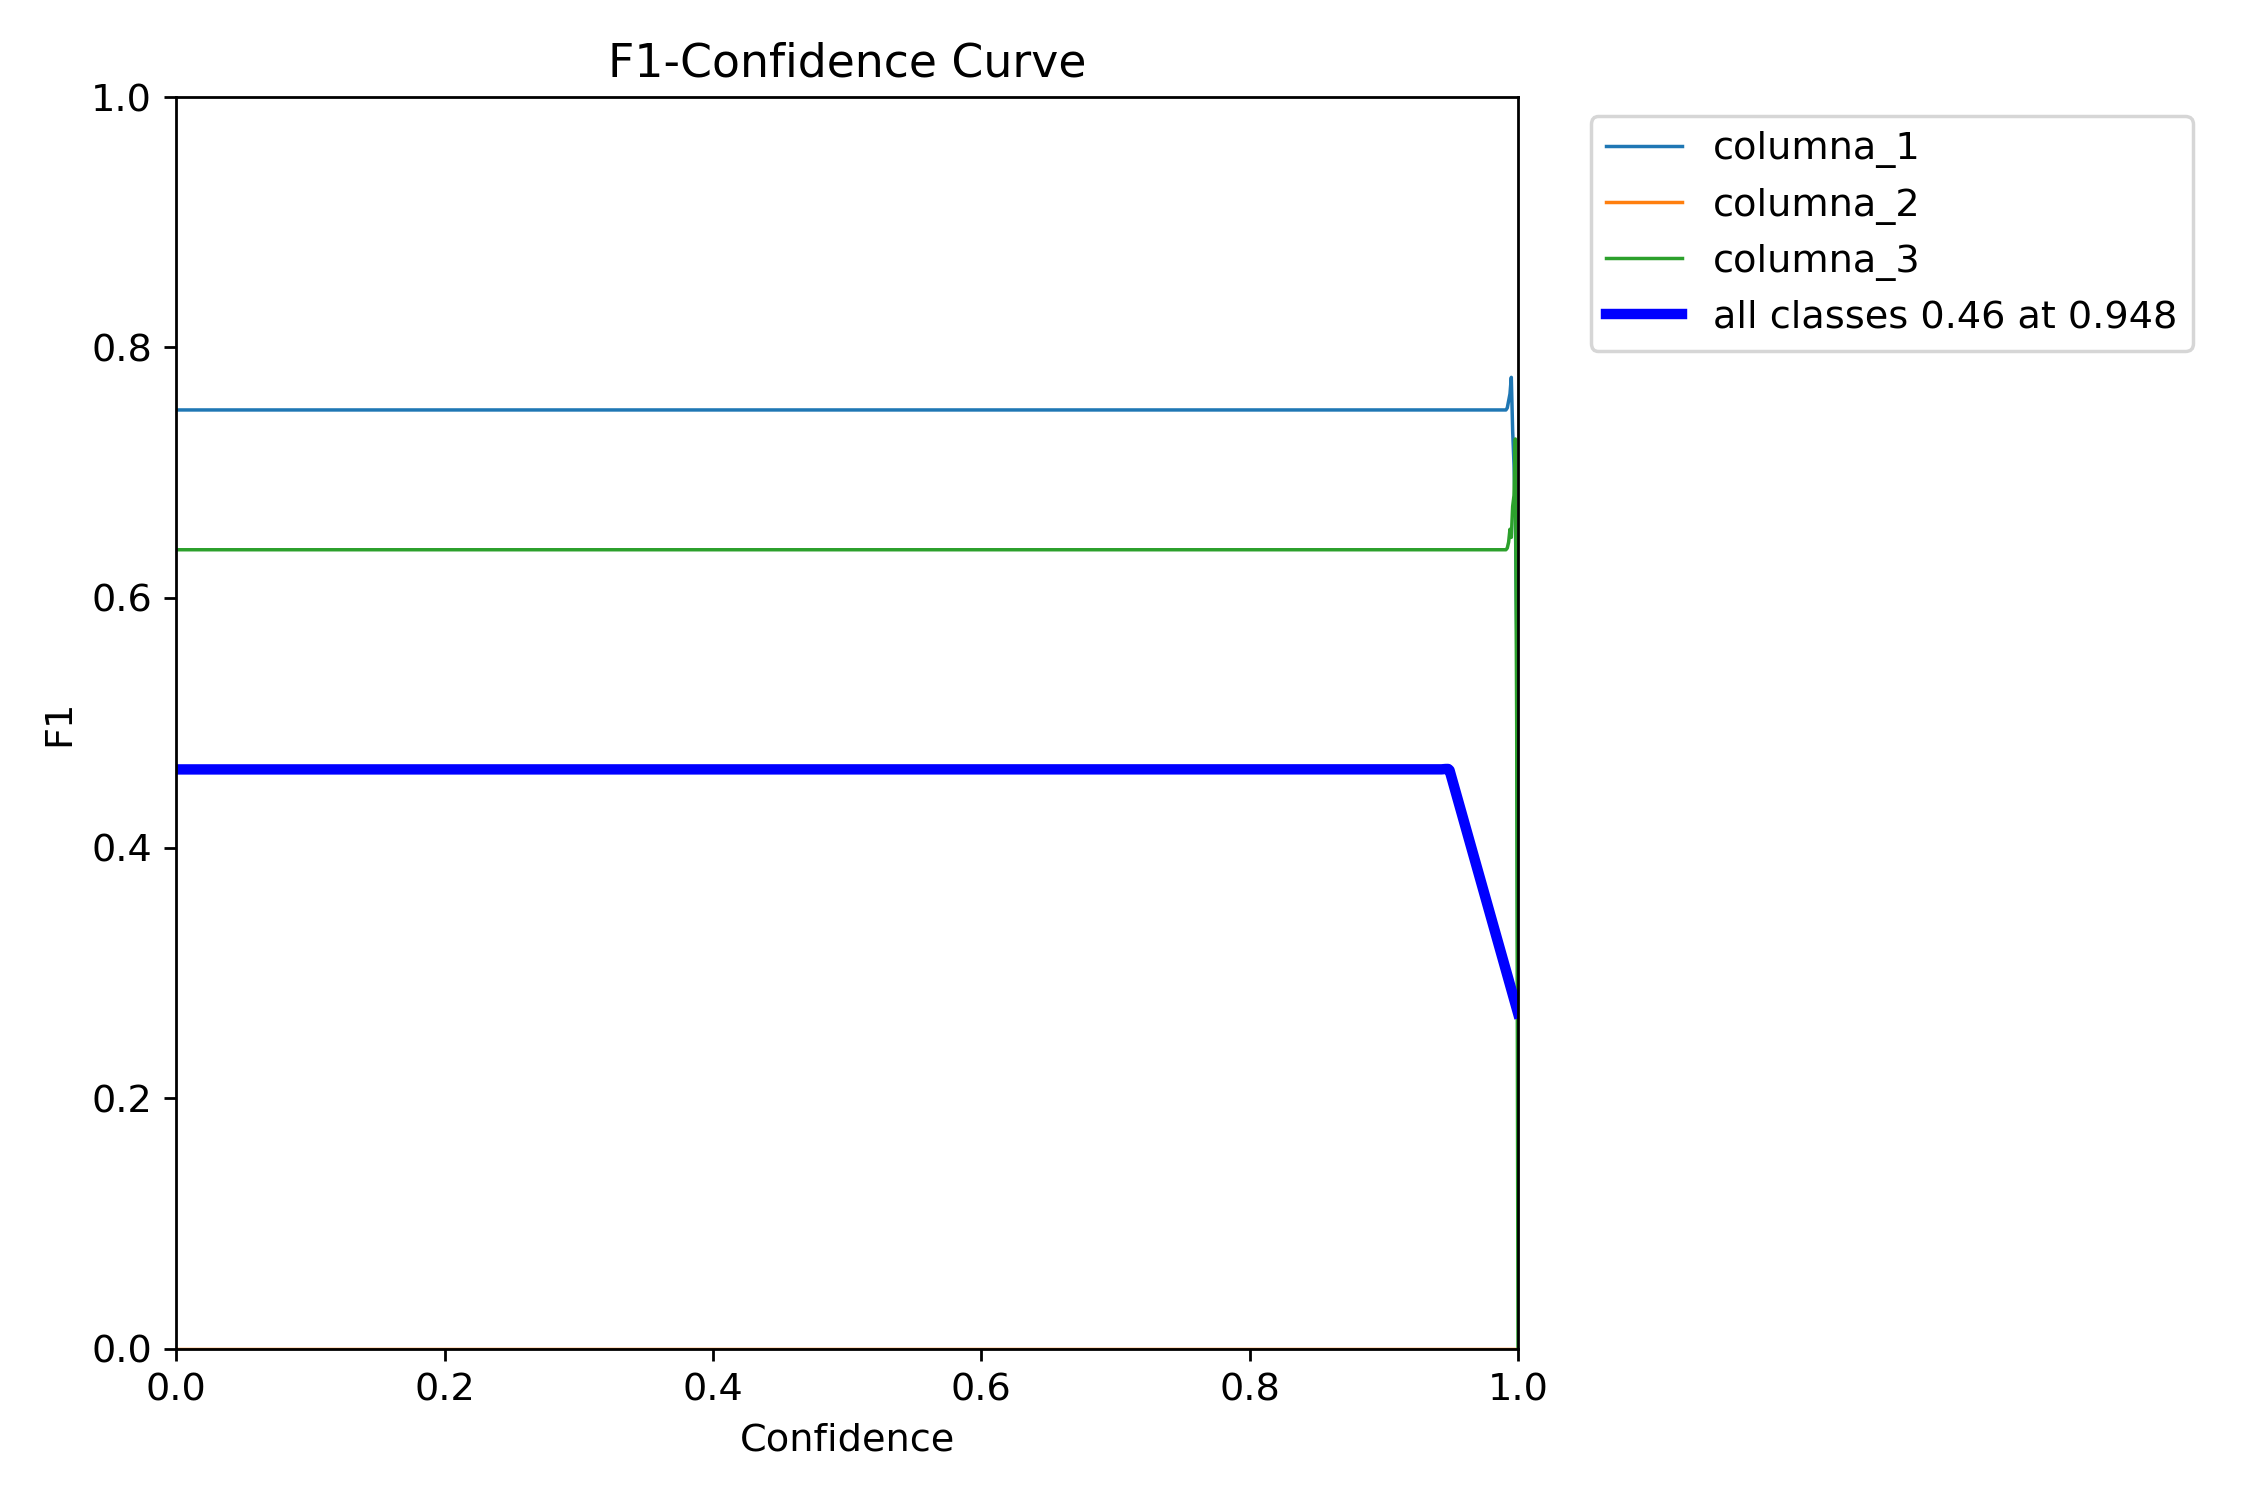 F1-Confidence Curve
1.0
0.8
0.6
0.4
0.2
0.0
F1
0.0 0.2 0.4 0.6 0.8 1.0
Confidence
columna_1
columna_2
columna_3
all classes 0.46 at 0.948